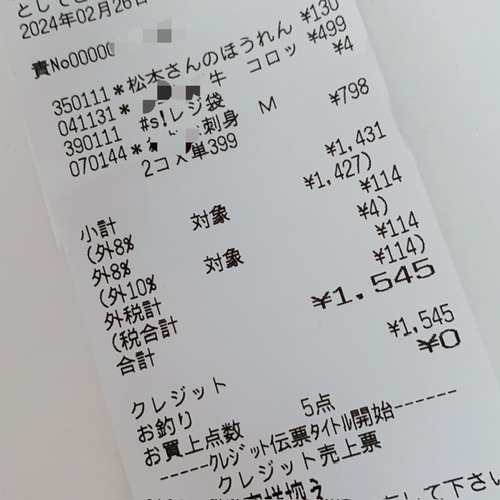 2024年02月26日
責No00000
¥130
350111*松本さんのほうれん ¥499
041131* 牛 コロッ ¥4
390111 #s!レジ袋 M
070144* 刺身 ¥798
2コX単399
小計 ¥1,431
(外8% 対象 ¥1,427)
外8% ¥114
(外10% 対象 ¥4)
外税計 ¥114
(税合計 ¥114)
合計 ¥1,545
クレジット ¥1,545
お釣り ¥0
お買上点数 5点
-----クレジット伝票タイトル開始------
クレジット売上票